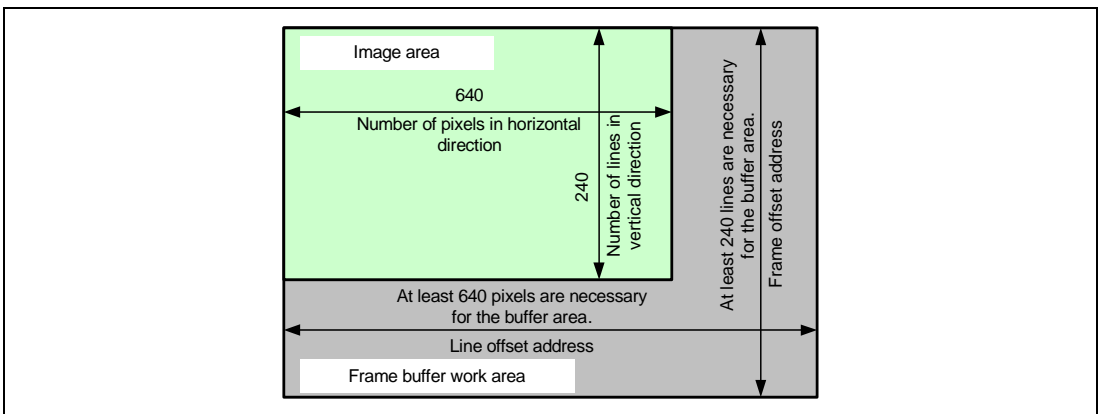 Image area
640
Number of pixels in horizontal
direction
240
Number of lines in
vertical direction
At least 240 lines are necessary
for the buffer area.
Frame offset address
At least 640 pixels are necessary
for the buffer area.
Line offset address
Frame buffer work area